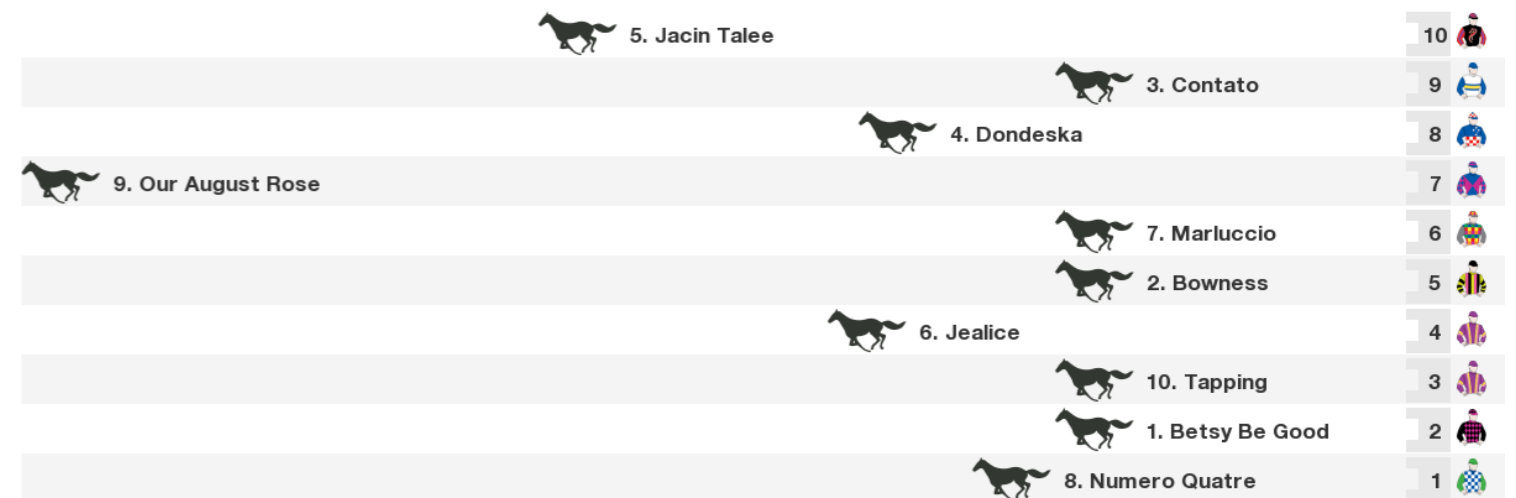 5. Jacin Talee 10
3. Contato 9
4. Dondeska 8
9. Our August Rose 7
7. Marluccio 6
2. Bowness 5
6. Jealice 4
10. Tapping 3
1. Betsy Be Good 2
8. Numero Quatre 1